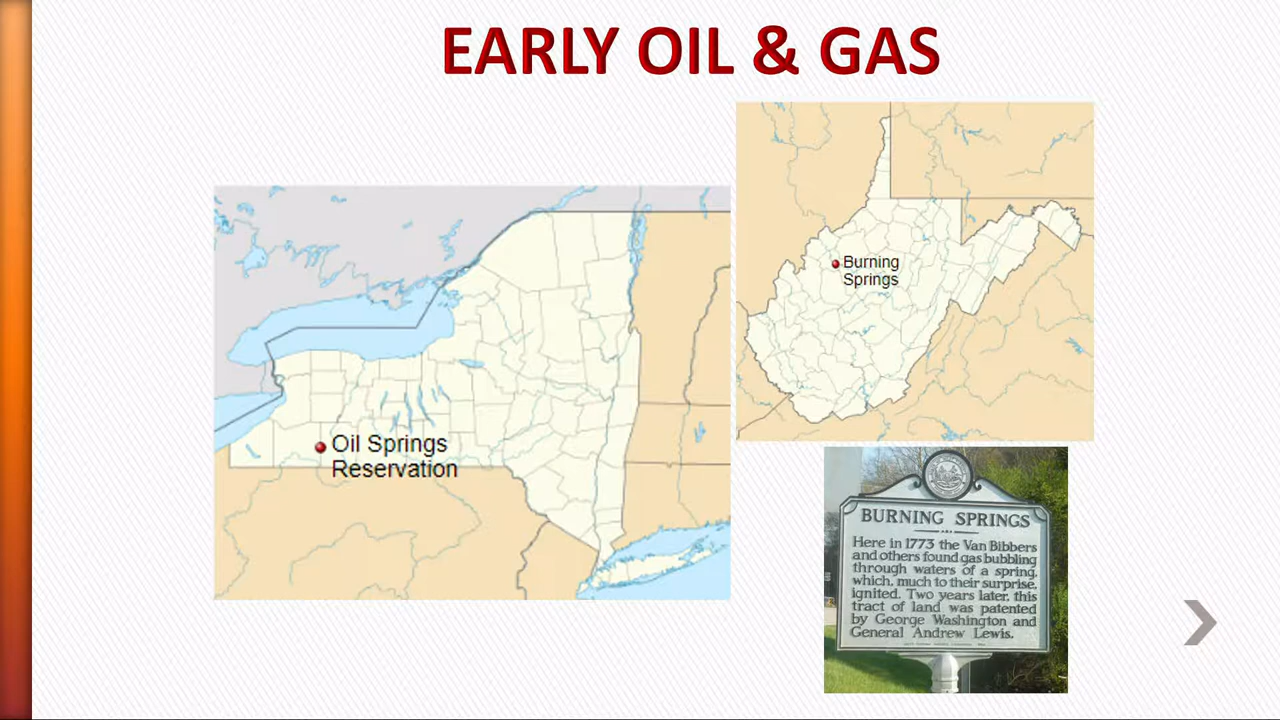 EARLY OIL & GAS
Oil Springs
Reservation
Burning
Springs
BURNING SPRINGS
Here in 1773 the Van Bibbers
and others found gas bubbling
through waters of a spring,
which, much to their surprise,
ignited. Two years later, this
tract of land was patented
by George Washington and
General Andrew Lewis.